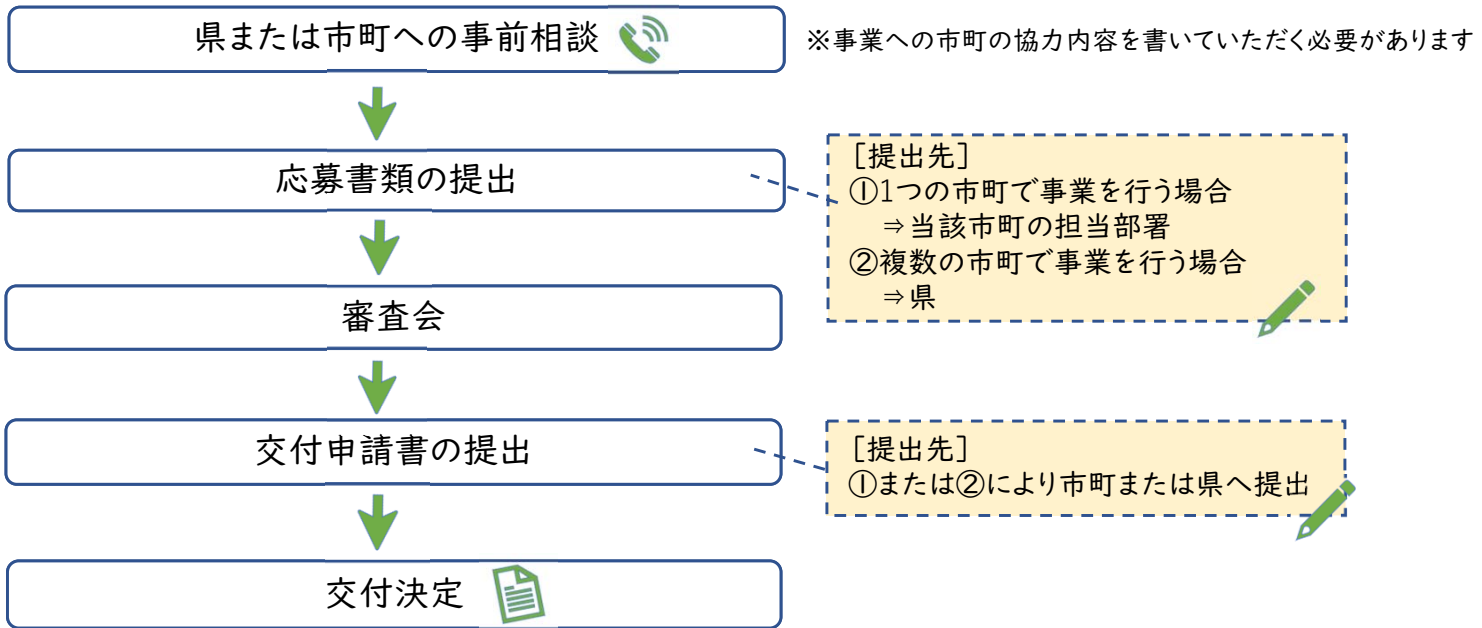 県または市町への事前相談
※事業への市町の協力内容を書いていただく必要があります
応募書類の提出
［提出先］
①1つの市町で事業を行う場合
⇒当該市町の担当部署
②複数の市町で事業を行う場合
⇒県
審査会
交付申請書の提出
［提出先］
①または②により市町または県へ提出
交付決定